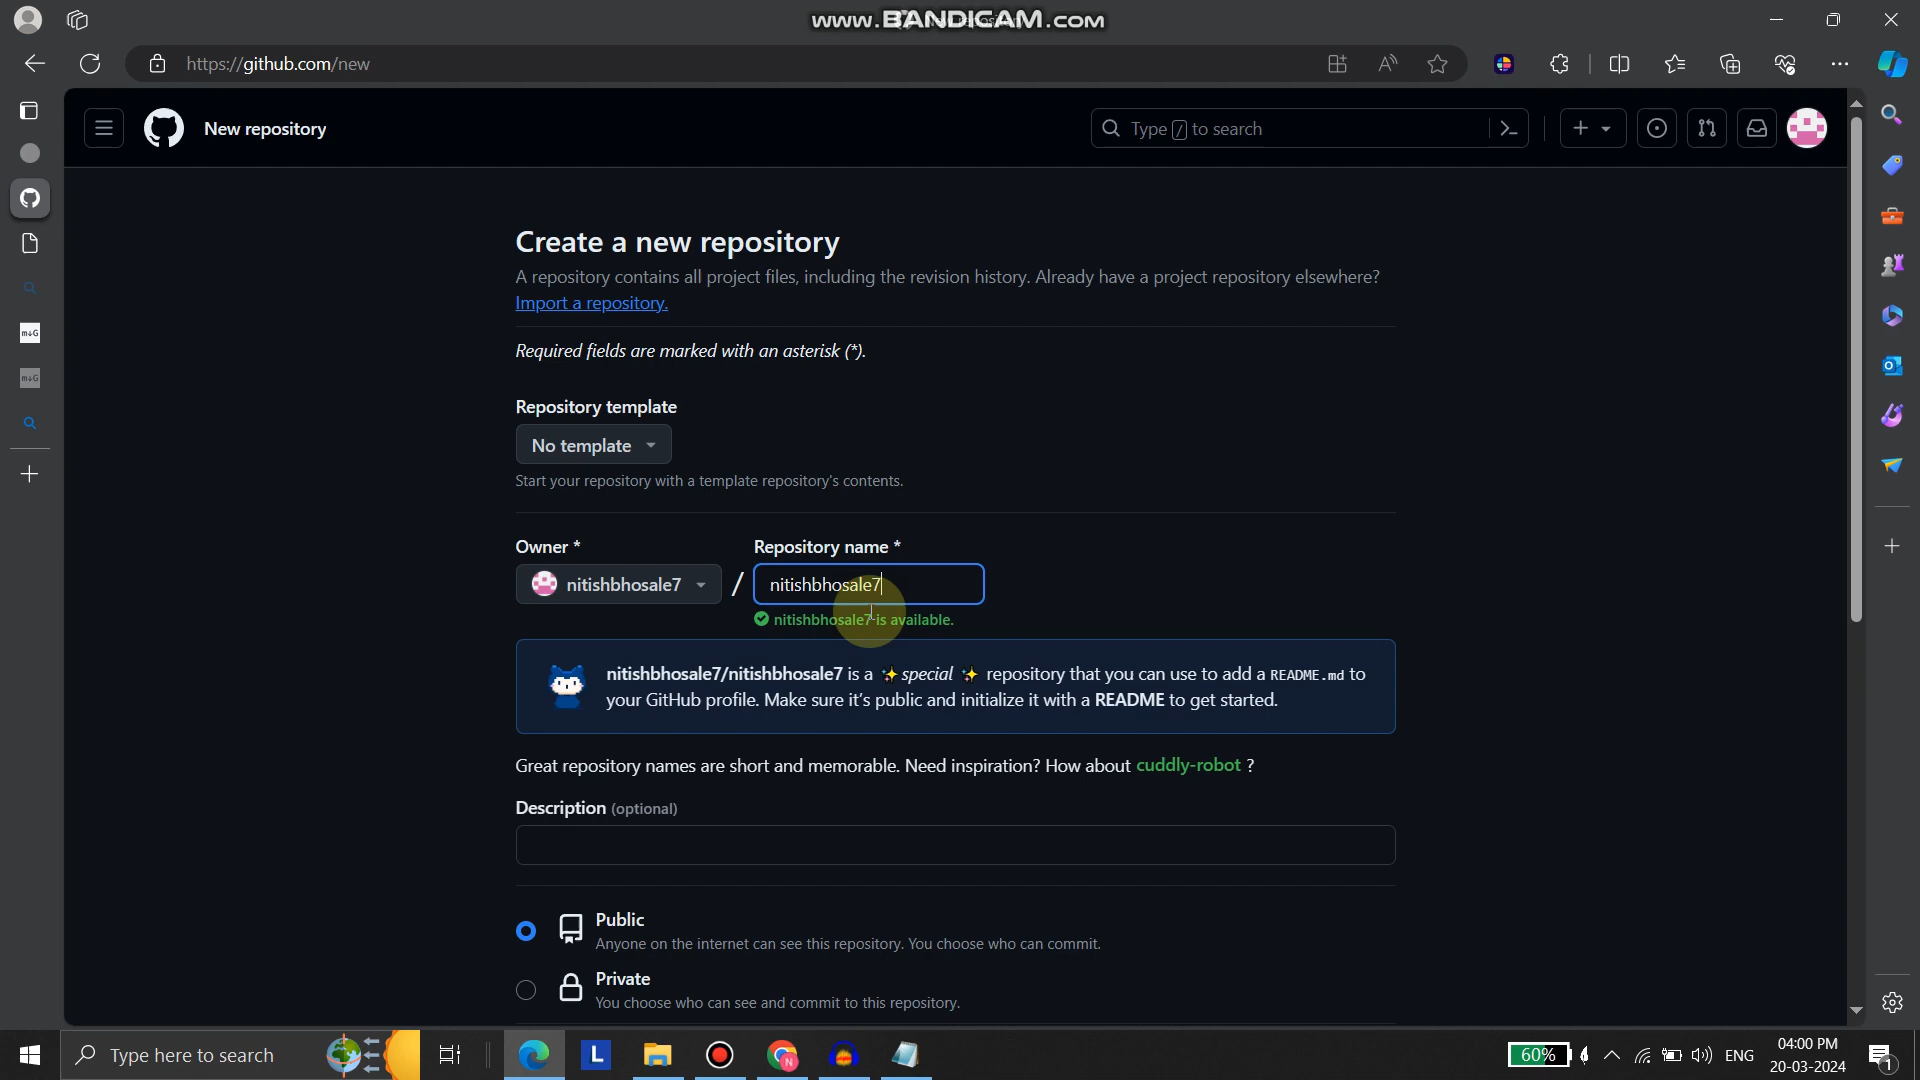 www.BANDICAM.com
https://github.com/new
New repository
Type / to search
Create a new repository
A repository contains all project files, including the revision history. Already have a project repository elsewhere?
Import a repository.
Required fields are marked with an asterisk (*).
Repository template
No template
Start your repository with a template repository's contents.
Owner *
Repository name *
nitishbhosale7
/
nitishbhosale7
nitishbhosale7 is available.
nitishbhosale7/nitishbhosale7 is a ✨ special ✨ repository that you can use to add a README.md to
your GitHub profile. Make sure it's public and initialize it with a README to get started.
Great repository names are short and memorable. Need inspiration? How about cuddly-robot ?
Description (optional)
Public
Anyone on the internet can see this repository. You choose who can commit.
Private
You choose who can see and commit to this repository.
Type here to search
L
N
60%
ENG
04:00 PM
20-03-2024
1